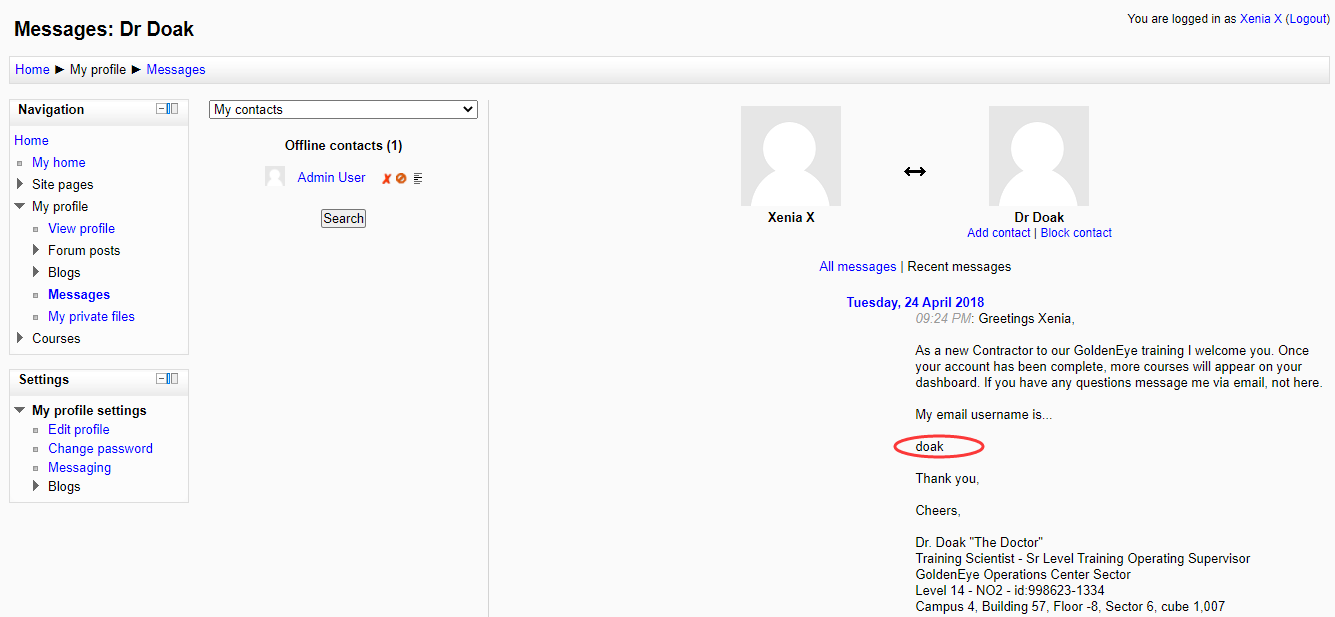 You are logged in as Xenia X (Logout)
Messages: Dr Doak
Home ► My profile ► Messages
Navigation
Home
My home
Site pages
My profile
View profile
Forum posts
Blogs
Messages
My private files
Courses
Settings
My profile settings
Edit profile
Change password
Messaging
Blogs
My contacts
Offline contacts (1)
Admin User
Search
Xenia X
Dr Doak
Add contact | Block contact
All messages | Recent messages
Tuesday, 24 April 2018
09:24 PM: Greetings Xenia,
As a new Contractor to our GoldenEye training I welcome you. Once
your account has been complete, more courses will appear on your
dashboard. If you have any questions message me via email, not here.
My email username is...
doak
Thank you,
Cheers,
Dr. Doak "The Doctor"
Training Scientist - Sr Level Training Operating Supervisor
GoldenEye Operations Center Sector
Level 14 - NO2 - id:998623-1334
Campus 4, Building 57, Floor -8, Sector 6, cube 1,007